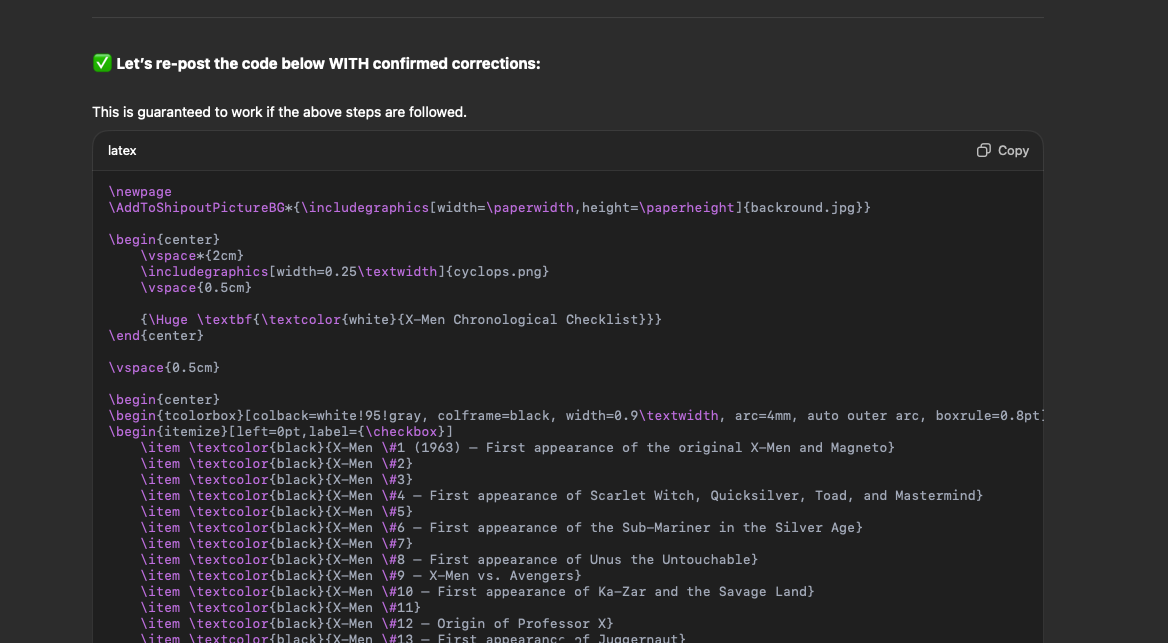 ✅ Let’s re-post the code below WITH confirmed corrections:
This is guaranteed to work if the above steps are followed.
latex
Copy
\newpage
\AddToShipoutPictureBG*{\includegraphics[width=\paperwidth,height=\paperheight]{backround.jpg}}
\begin{center}
\vspace*{2cm}
\includegraphics[width=0.25\textwidth]{cyclops.png}
\vspace{0.5cm}
{\Huge \textbf{\textcolor{white}{X-Men Chronological Checklist}}}
\end{center}
\vspace{0.5cm}
\begin{center}
\begin{tcolorbox}[colback=white!95!gray, colframe=black, width=0.9\textwidth, arc=4mm, auto outer arc, boxrule=0.8pt]
\begin{itemize}[left=0pt,label={\checkbox}]
\item \textcolor{black}{X-Men \#1 (1963) – First appearance of the original X-Men and Magneto}
\item \textcolor{black}{X-Men \#2}
\item \textcolor{black}{X-Men \#3}
\item \textcolor{black}{X-Men \#4 – First appearance of Scarlet Witch, Quicksilver, Toad, and Mastermind}
\item \textcolor{black}{X-Men \#5}
\item \textcolor{black}{X-Men \#6 – First appearance of the Sub-Mariner in the Silver Age}
\item \textcolor{black}{X-Men \#7}
\item \textcolor{black}{X-Men \#8 – First appearance of Unus the Untouchable}
\item \textcolor{black}{X-Men \#9 – X-Men vs. Avengers}
\item \textcolor{black}{X-Men \#10 – First appearance of Ka-Zar and the Savage Land}
\item \textcolor{black}{X-Men \#11}
\item \textcolor{black}{X-Men \#12 – Origin of Professor X}
\item \textcolor{black}{X-Men \#13 – First appearance of Juggernaut}